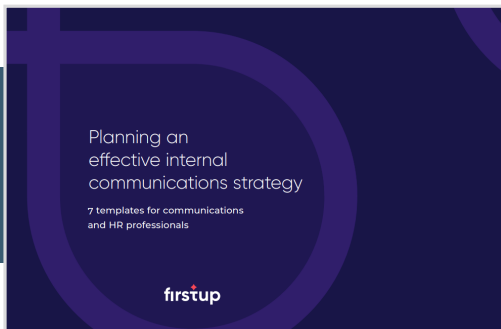 Planning an
effective internal
communications strategy
7 templates for communications
and HR professionals
firstup